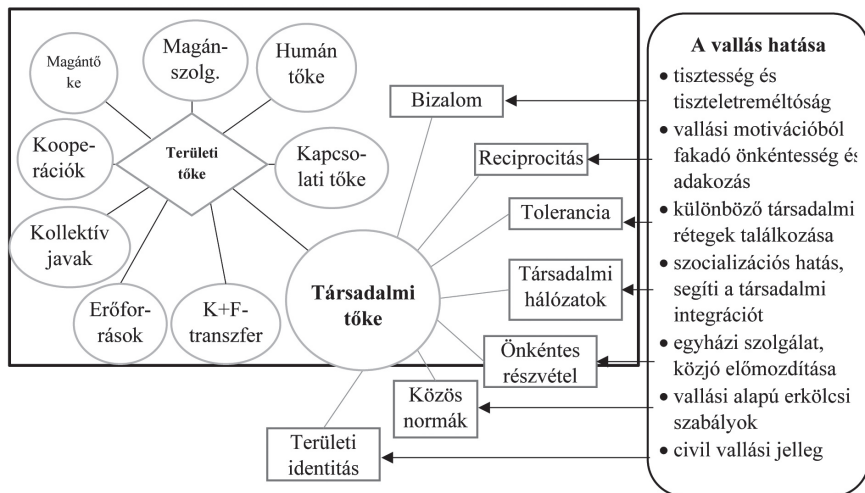 Magántő
ke
Magán-
szolg.
Humán
tőke
Koope-
rációk
Területi
tőke
Kapcso-
lati tőke
Kollektív
javak
Erőfor-
rások
K+F-
transzfer
Társadalmi
tőke
Bizalom
Reciprocitás
Tolerancia
Társadalmi
hálózatok
Önkéntes
részvétel
Közös
normák
Területi
identitás
A vallás hatása
• tisztesség és
tiszteletreméltóság
• vallási motivációból
fakadó önkéntesség és
adakozás
• különböző társadalmi
rétegek találkozása
• szocializációs hatás,
segíti a társadalmi
integrációt
• egyházi szolgálat,
közjó előmozdítása
• vallási alapú erkölcsi
szabályok
• civil vallási jelleg